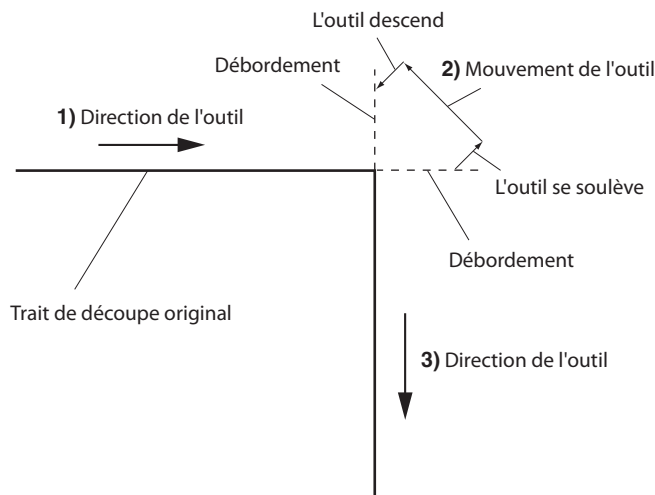 L'outil descend
Débordement
2) Mouvement de l'outil
1) Direction de l'outil
L'outil se soulève
Débordement
Trait de découpe original
3) Direction de l'outil